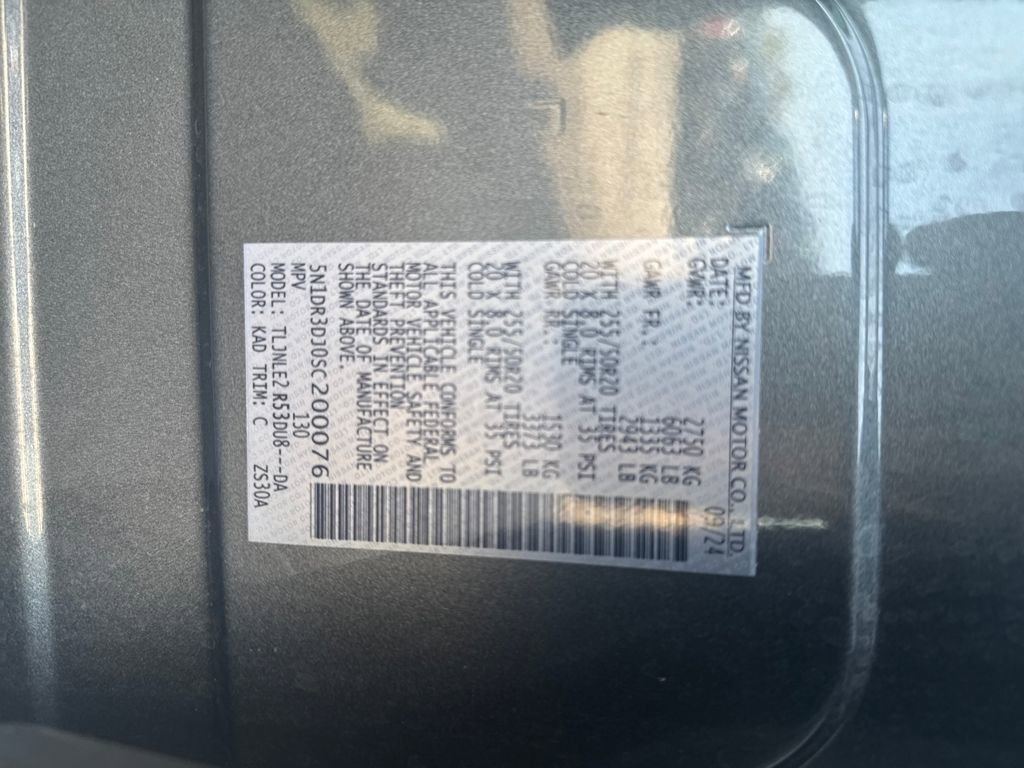 MFD BY NISSAN MOTOR CO., LTD.
DATE: 09/24
GVWR: 2750 KG
6063 LB
GAWR FR.: 1335 KG
2943 LB
WITH 255/50R20 TIRES
20 X 8.0 RIMS AT 35 PSI
COLD SINGLE
GAWR RR: 1530 KG
3373 LB
WITH 255/50R20 TIRES
20 X 8.0 RIMS AT 35 PSI
COLD SINGLE
THIS VEHICLE CONFORMS TO
ALL APPLICABLE FEDERAL
MOTOR VEHICLE SAFETY AND
THEFT PREVENTION
STANDARDS IN EFFECT ON
THE DATE OF MANUFACTURE
SHOWN ABOVE.
5N1DR3DJ0SC200076
MPV 130
MODEL: TLJNLE2 R53DU8---DA
COLOR: KAD TRIM: C ZS30A